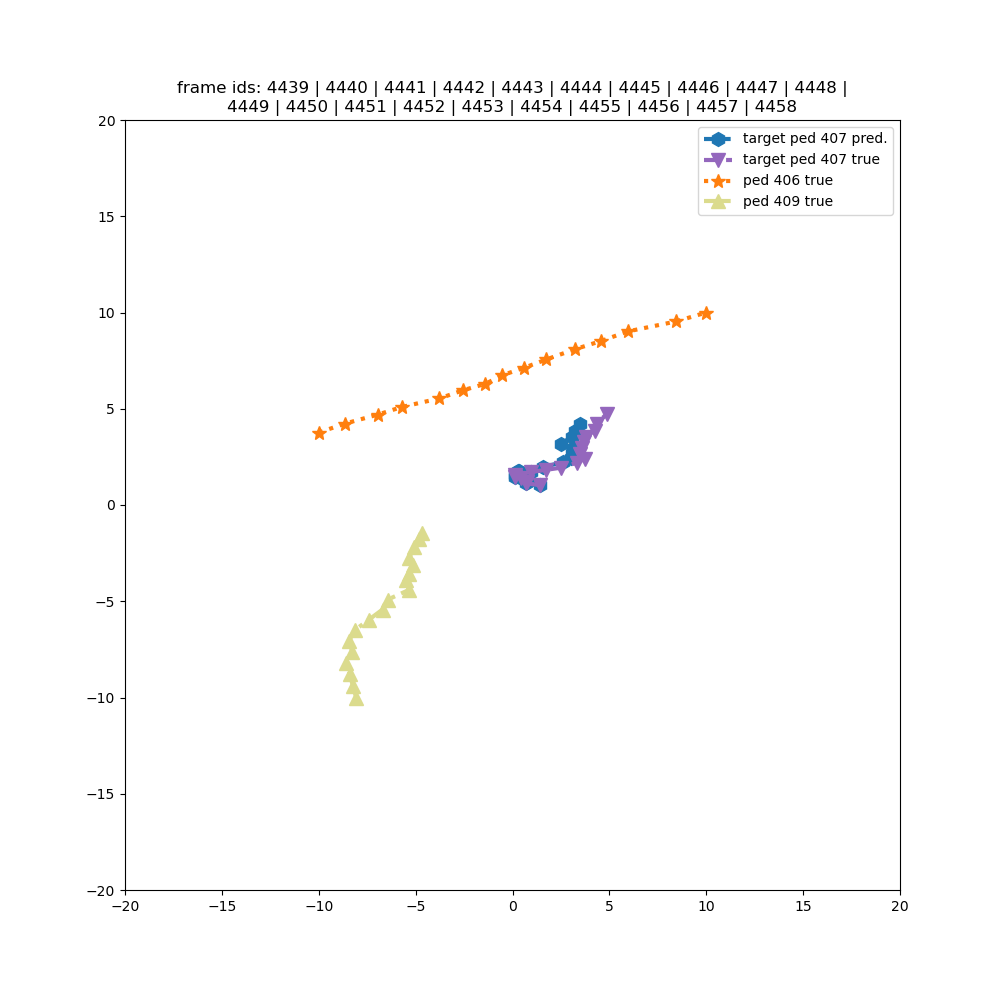 frame ids: 4439 | 4440 | 4441 | 4442 | 4443 | 4444 | 4445 | 4446 | 4447 | 4448 |
4449 | 4450 | 4451 | 4452 | 4453 | 4454 | 4455 | 4456 | 4457 | 4458
target ped 407 pred.
target ped 407 true
ped 406 true
ped 409 true
20
15
10
5
0
−5
−10
−15
−20
−20 −15 −10 −5 0 5 10 15 20